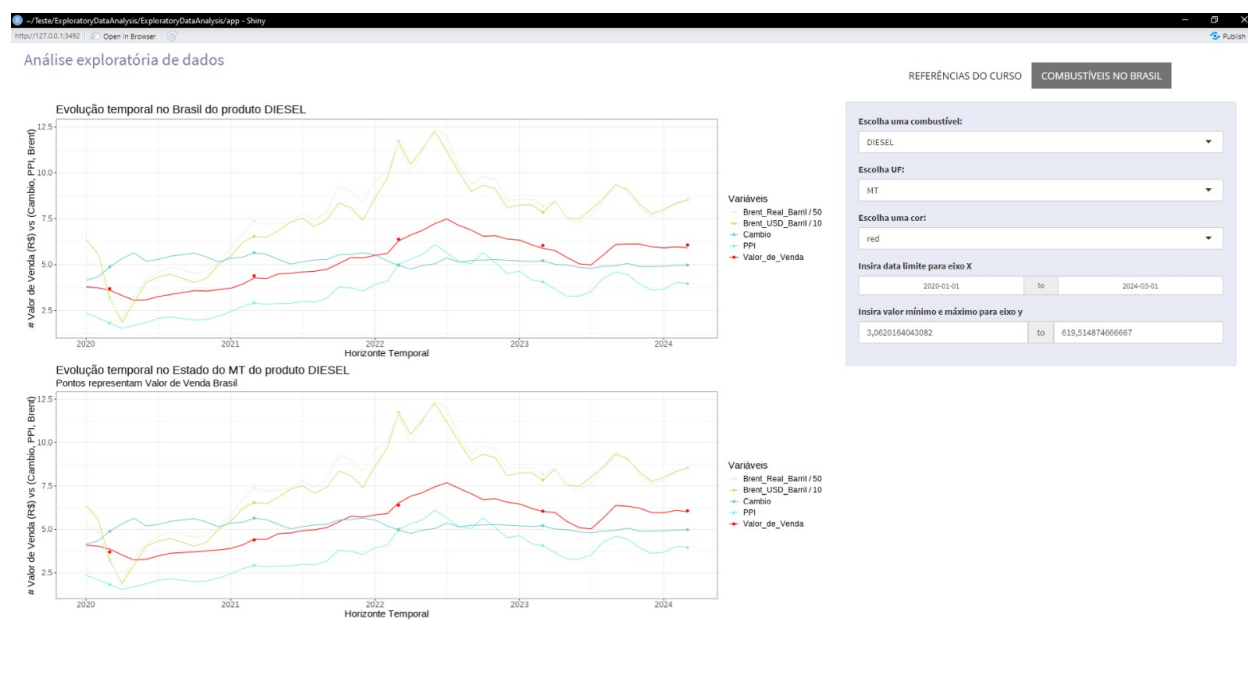 ~/Teste/ExploratoryDataAnalysis/ExploratoryDataAnalysis/app - Shiny
http://127.0.0.1:3492 Open in Browser
Publish
Análise exploratória de dados
REFERÊNCIAS DO CURSO COMBUSTÍVEIS NO BRASIL
Evolução temporal no Brasil do produto DIESEL
# Valor de Venda (R$) vs (Cambio, PPI, Brent)
12.5
10.0
7.5
5.0
2.5
2020 2021 2022 2023 2024
Horizonte Temporal
Variáveis
Brent_Real_Barril / 50
Brent_USD_Barril / 10
Cambio
PPI
Valor_de_Venda
Evolução temporal no Estado do MT do produto DIESEL
Pontos representam Valor de Venda Brasil
# Valor de Venda (R$) vs (Cambio, PPI, Brent)
12.5
10.0
7.5
5.0
2.5
2020 2021 2022 2023 2024
Horizonte Temporal
Variáveis
Brent_Real_Barril / 50
Brent_USD_Barril / 10
Cambio
PPI
Valor_de_Venda
Escolha uma combustível:
DIESEL
Escolha UF:
MT
Escolha uma cor:
red
Insira data limite para eixo X
2020-01-01 to 2024-03-01
Insira valor mínimo e máximo para eixo y
3,0620164043082 to 619,514874666667